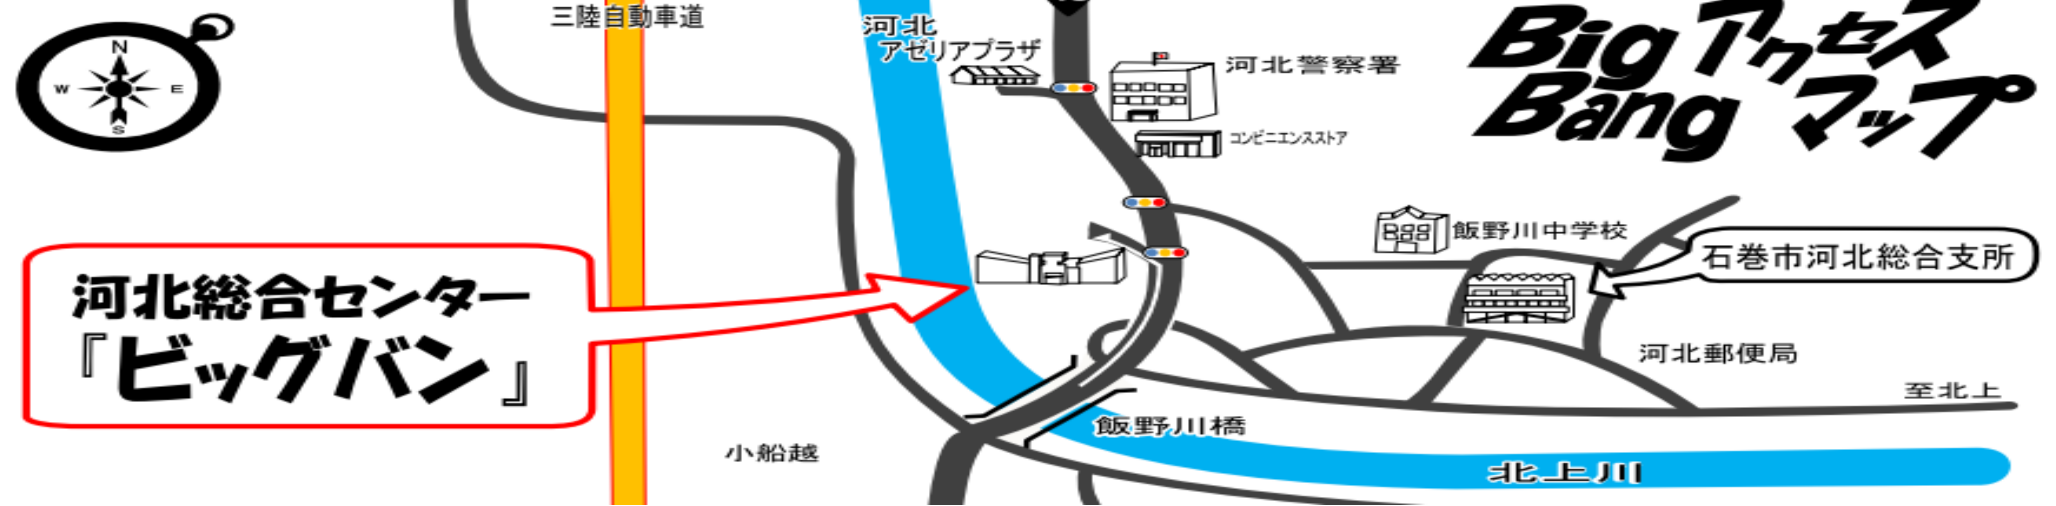 三陸自動車道
河北
アゼリアプラザ
河北警察署
コンビニエンスストア
Big アクセス
Bang マップ
N
W
E
S
飯野川中学校
石巻市河北総合支所
河北総合センター
『ビッグバン』
河北郵便局
至北上
飯野川橋
小船越
北上川